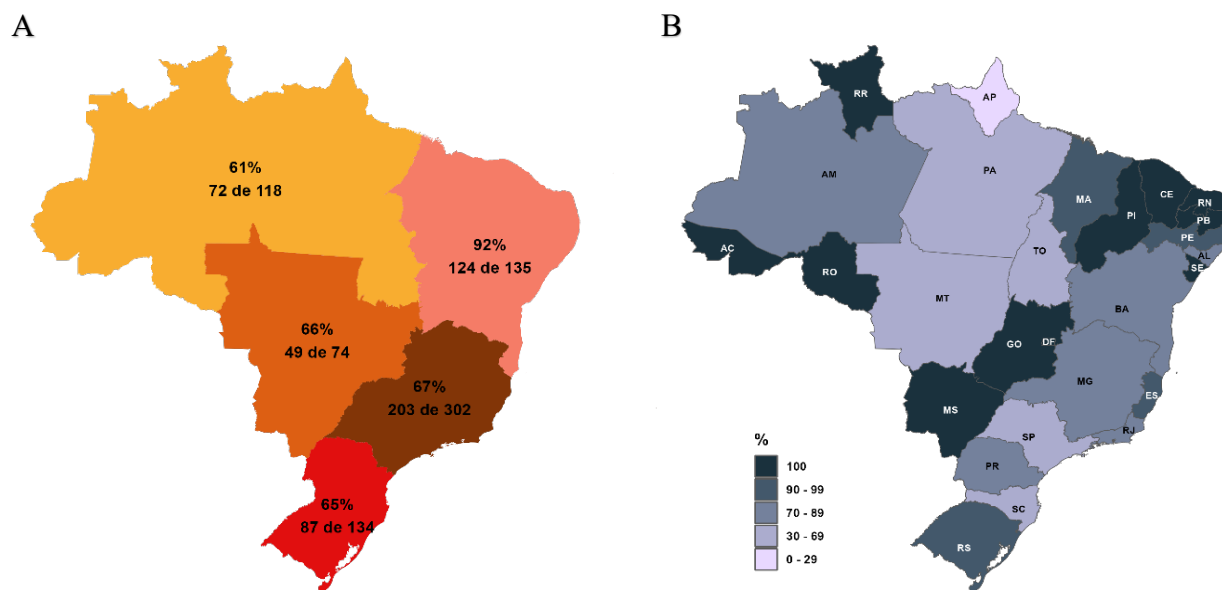 A
61%
72 de 118
92%
124 de 135
66%
49 de 74
67%
203 de 302
65%
87 de 134
B
RR
AP
AM
PA
MA
CE
RN
PI
PB
PE
AC
TO
AL
SE
RO
MT
BA
GO
DF
MG
ES
MS
SP
RJ
PR
SC
RS
%
100
90 - 99
70 - 89
30 - 69
0 - 29